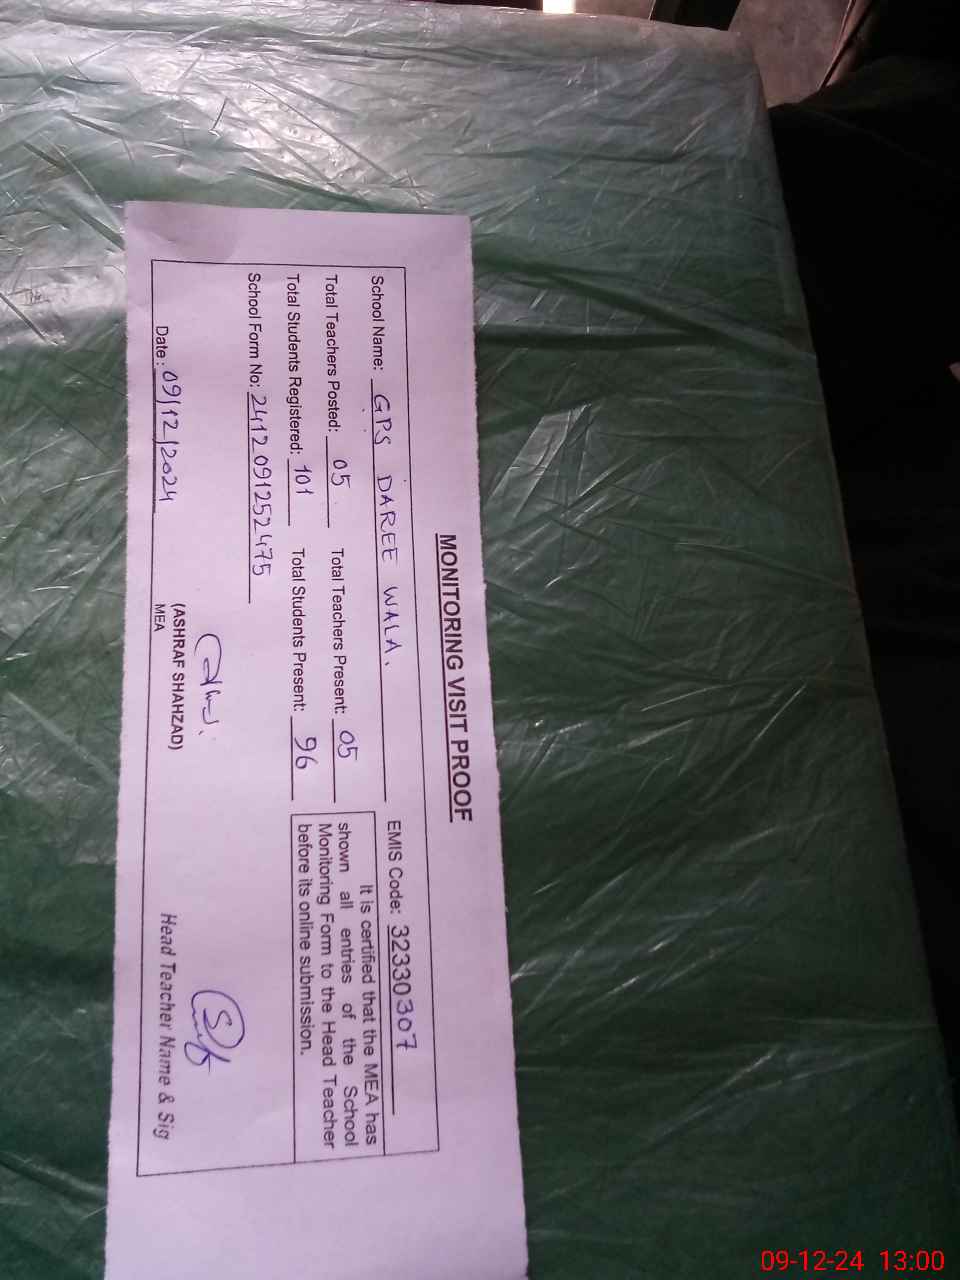 MONITORING VISIT PROOF
School Name: GPS DAREE WALA. EMIS Code: 32330307
Total Teachers Posted: 05 Total Teachers Present: 05
Total Students Registered: 101 Total Students Present: 96
It is certified that the MEA has
shown all entries of the School
Monitoring Form to the Head Teacher
before its online submission.
School Form No: 2412091252475
Date: 09/12/2024
(ASHRAF SHAHZAD)
MEA
Head Teacher Name & Sig
09-12-24 13:00